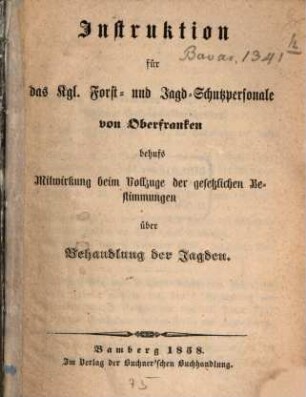 Instruktion
Bavar. 1341
für
das Kgl. Forst- und Jagd-Schutzpersonale
von Oberfranken
behufs
Mitwirkung beim Vollzuge der gesetzlichen Be-
stimmungen
über
Behandlung der Jagden.
Bamberg 1858.
Im Verlag der Buchner'schen Buchhandlung.
75